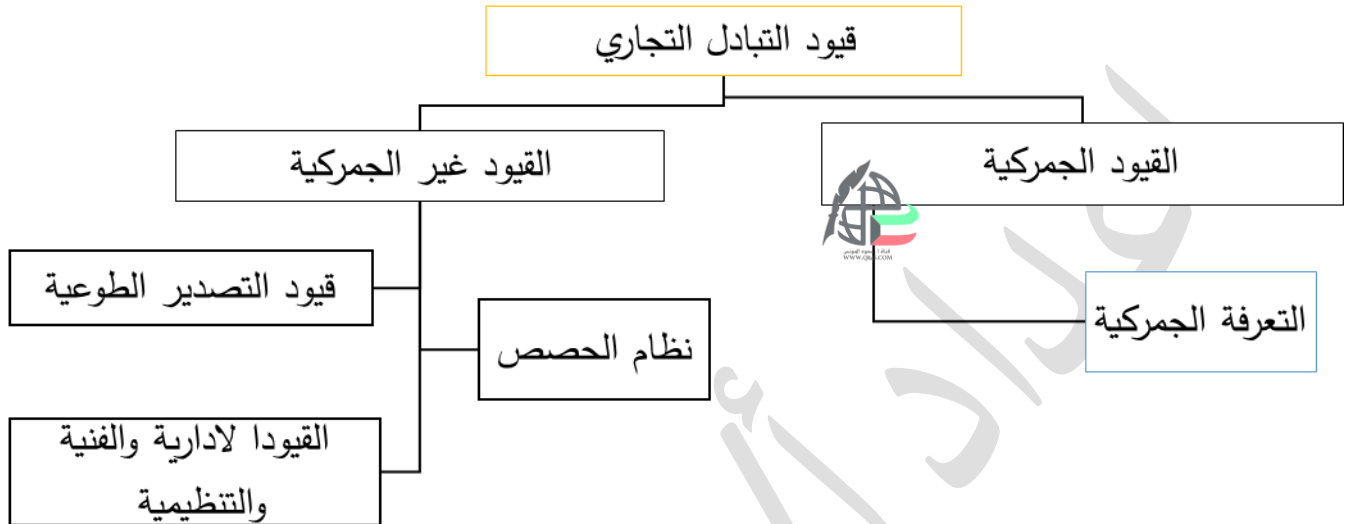 قيود التبادل التجاري
القيود الجمركية
القيود غير الجمركية
التعرفة الجمركية
قيود التصدير الطوعية
نظام الحصص
القيودا لادارية والفنية
والتنظيمية